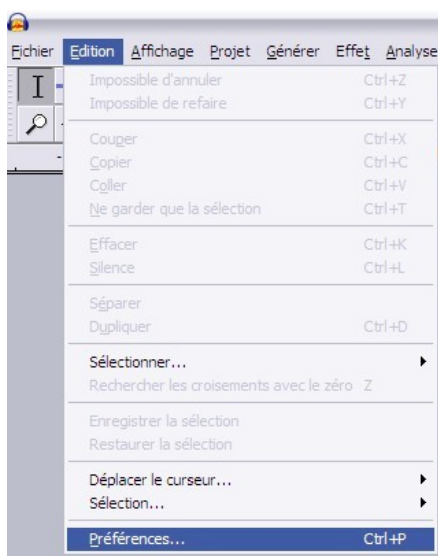 Fichier Edition Affichage Projet Générer Effet Analyse
Impossible d'annuler Ctrl+Z
Impossible de refaire Ctrl+Y
Couper Ctrl+X
Copier Ctrl+C
Coller Ctrl+V
Ne garder que la sélection Ctrl+T
Effacer Ctrl+K
Silence Ctrl+L
Séparer
Dupliquer Ctrl+D
Sélectionner...
Rechercher les croisements avec le zéro Z
Enregistrer la sélection
Restaurer la sélection
Déplacer le curseur...
Sélection...
Préférences... Ctrl+P